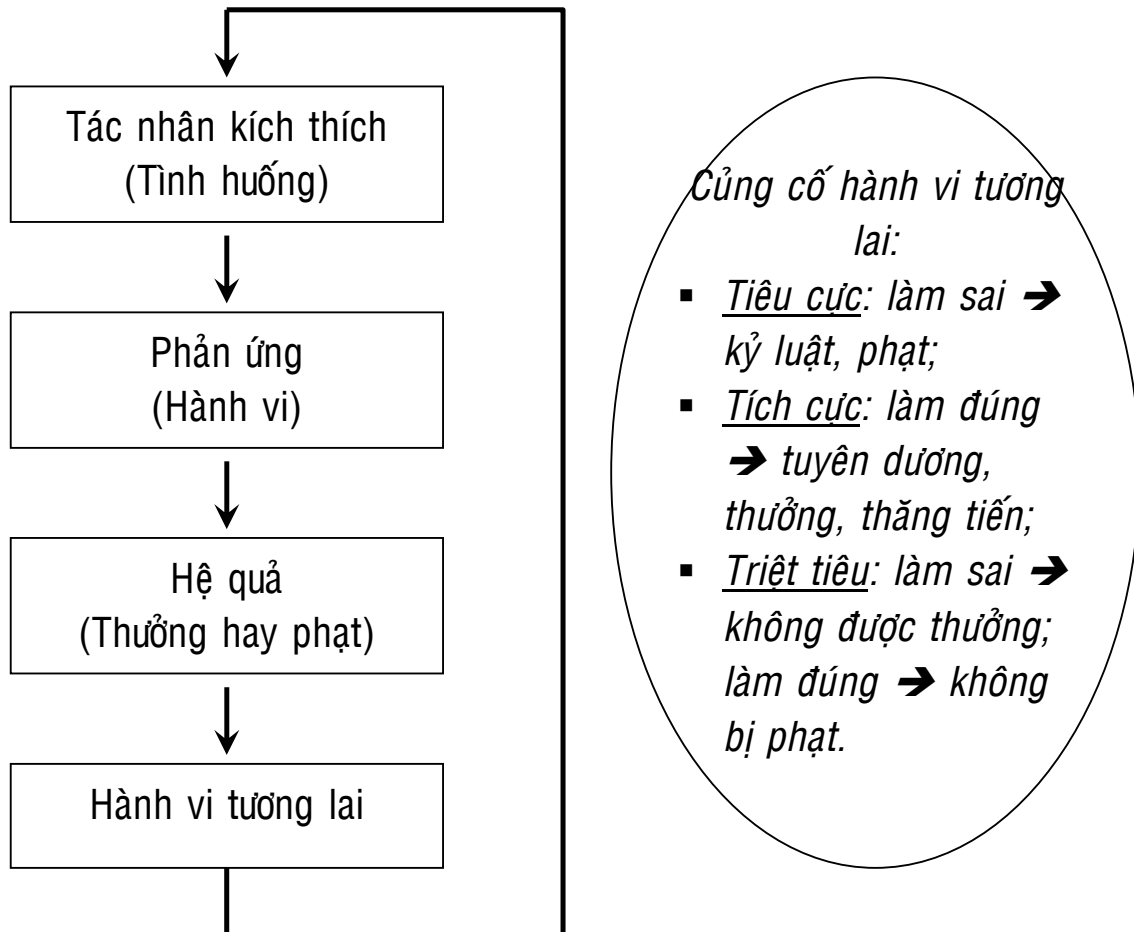 Tác nhân kích thích
(Tình huống)
Phản ứng
(Hành vi)
Hệ quả
(Thưởng hay phạt)
Hành vi tương lai
Củng cố hành vi tương
lai:
▪ Tiêu cực: làm sai ➔
kỷ luật, phạt;
▪ Tích cực: làm đúng
➔ tuyên dương,
thưởng, thăng tiến;
▪ Triệt tiêu: làm sai ➔
không được thưởng;
làm đúng ➔ không
bị phạt.